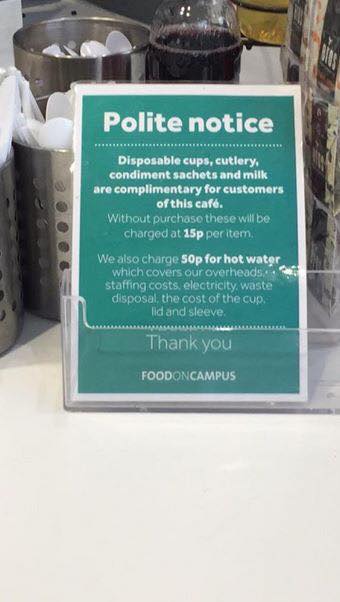 Polite notice
Disposable cups, cutlery,
condiment sachets and milk
are complimentary for customers
of this café.
Without purchase these will be
charged at 15p per item.
We also charge 50p for hot water
which covers our overheads,
staffing costs, electricity, waste
disposal, the cost of the cup,
lid and sleeve.
Thank you
FOODONCAMPUS